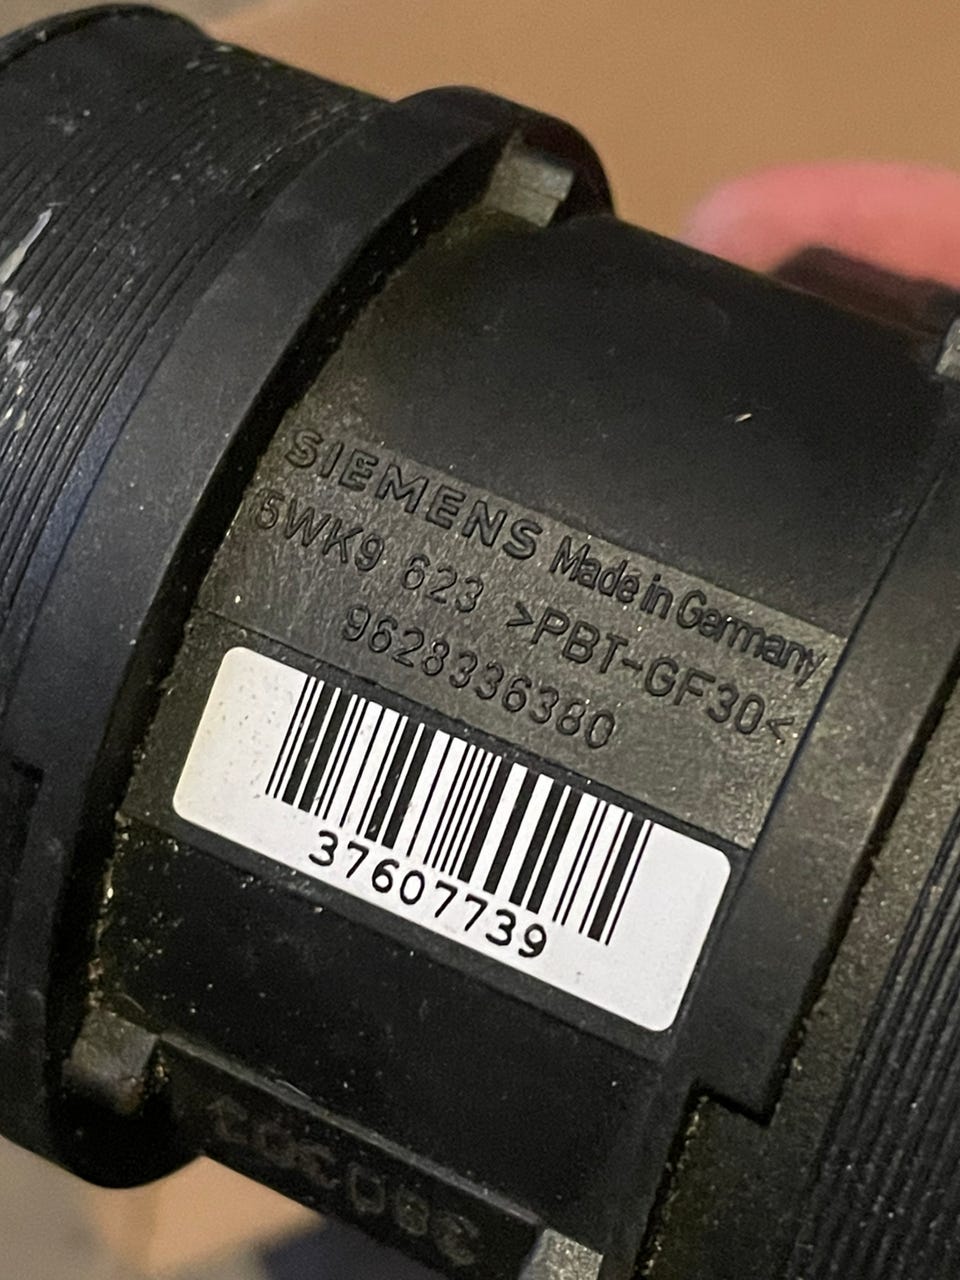 SIEMENS Made in Germany
5WK9 623 >PBT-GF30<
9628336380
37607739